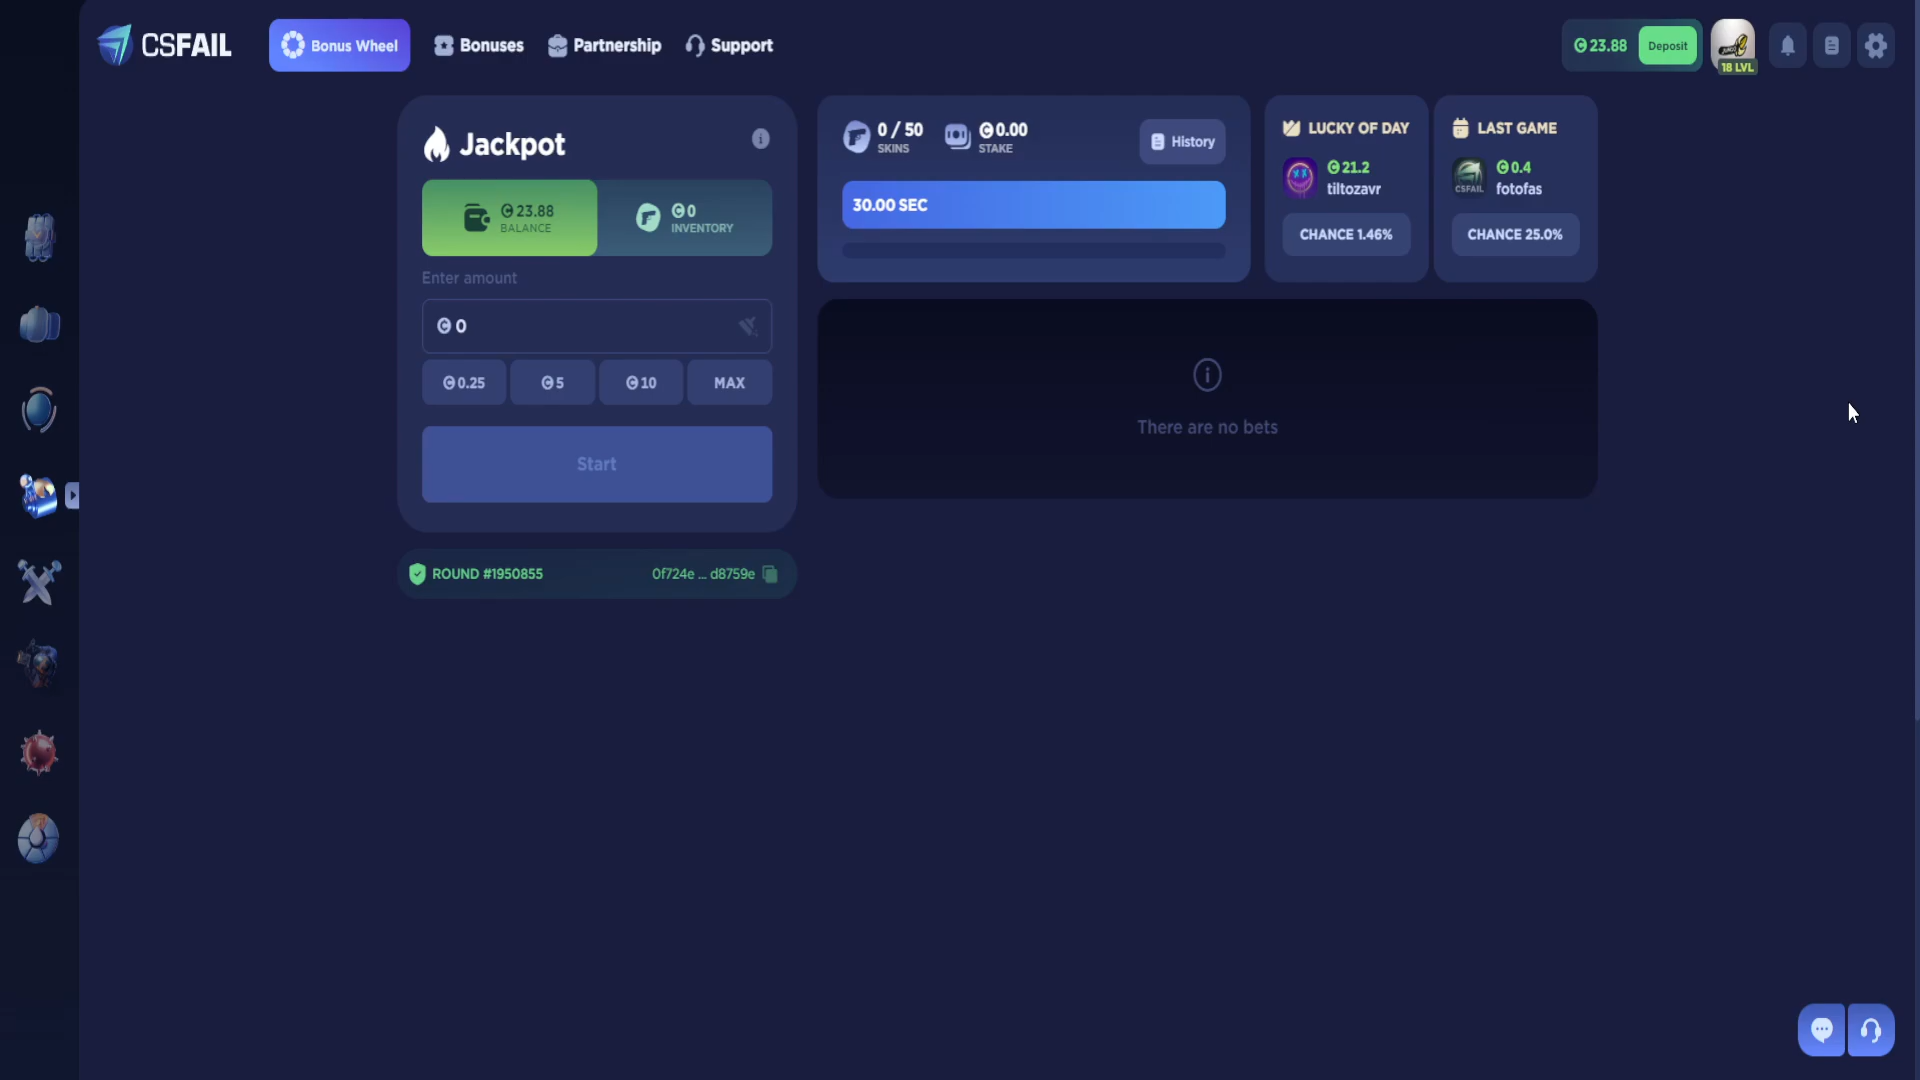 CSFAIL
Bonus Wheel
Bonuses
Partnership
Support
23.88
Deposit
18 LVL
Jackpot
23.88
BALANCE
0
INVENTORY
Enter amount
0
0.25
5
10
MAX
Start
ROUND #1950855
0f724e ... d8759e
0 / 50
SKINS
0.00
STAKE
History
30.00 SEC
LUCKY OF DAY
21.2
tiltozavr
CHANCE 1.46%
LAST GAME
CSFAIL
0.4
fotofas
CHANCE 25.0%
There are no bets